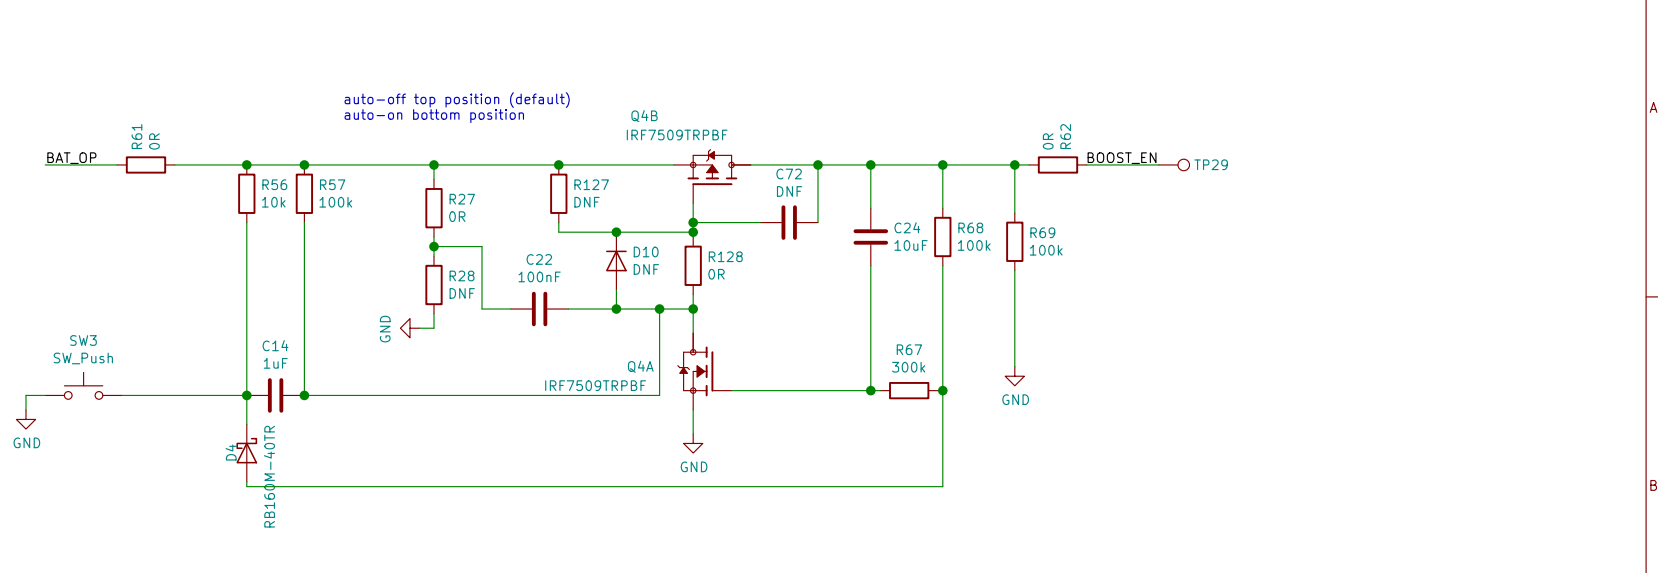 auto-off top position (default)
auto-on bottom position
BAT_OP
R61
0R
R56
10k
R57
100k
R27
0R
R28
DNF
GND
R127
DNF
C22
100nF
D10
DNF
Q4B
IRF7509TRPBF
C72
DNF
R128
0R
Q4A
IRF7509TRPBF
GND
C24
10uF
R68
100k
R69
100k
0R
R62
BOOST_EN
TP29
R67
300k
GND
SW3
SW_Push
GND
C14
1uF
D4
RB160M-40TR
A
B